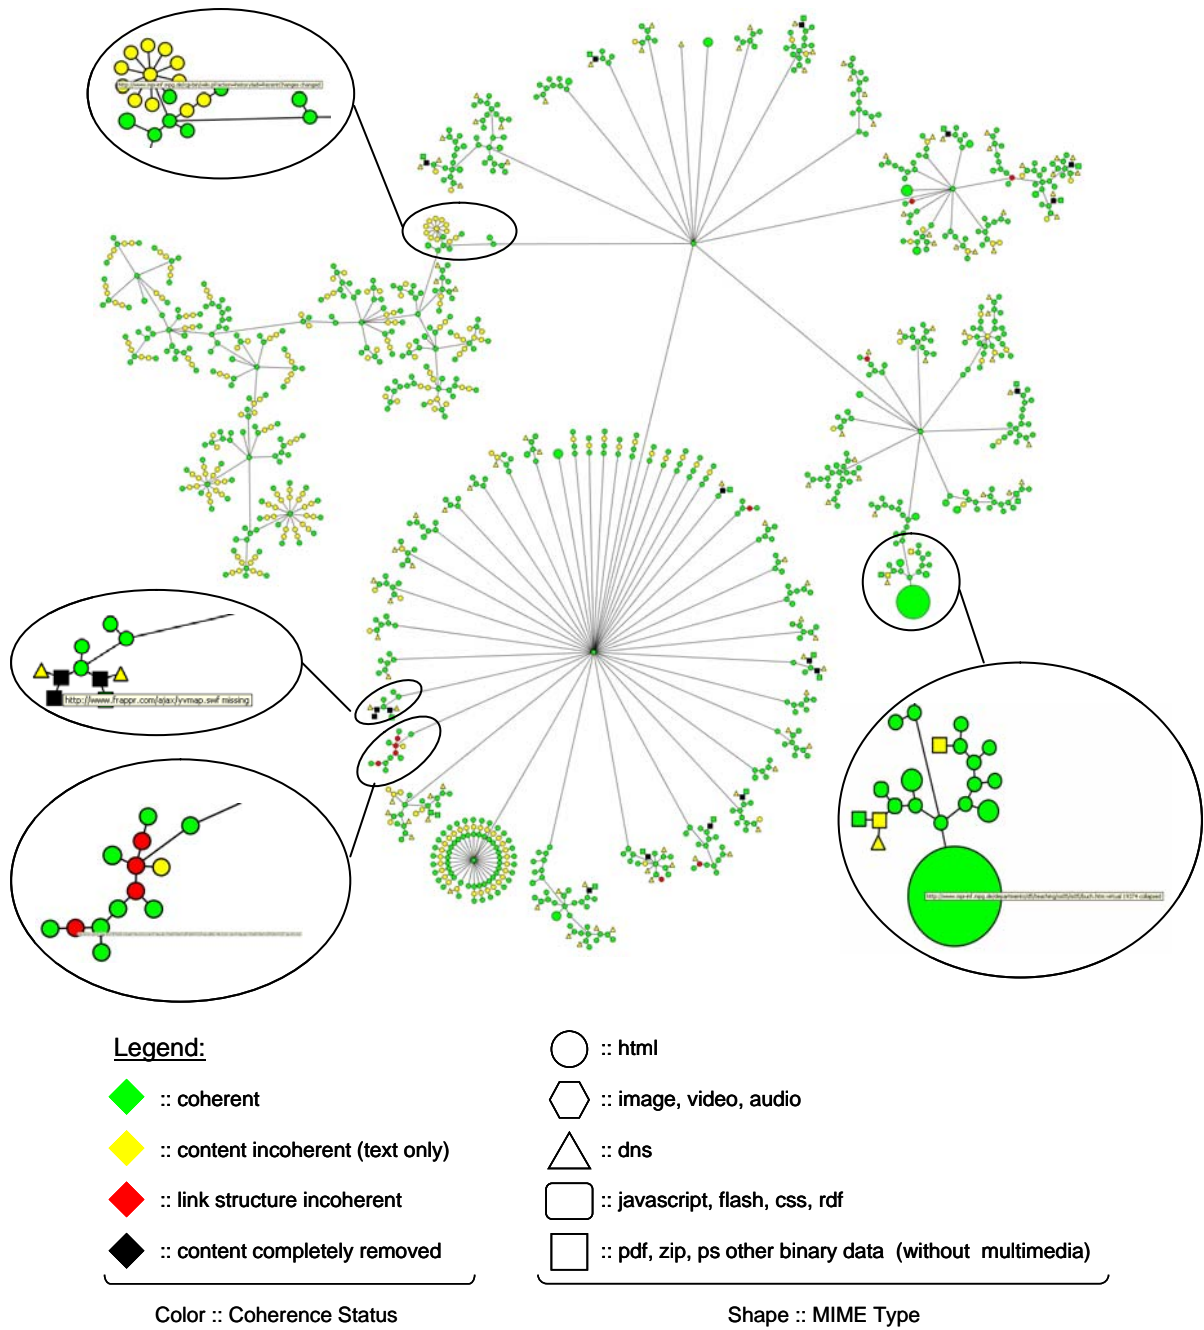 http://www.frappr.com/ajax/yvmap.swf missing
Legend:
:: coherent
:: content incoherent (text only)
:: link structure incoherent
:: content completely removed
Color :: Coherence Status
:: html
:: image, video, audio
:: dns
:: javascript, flash, css, rdf
:: pdf, zip, ps other binary data (without multimedia)
Shape :: MIME Type